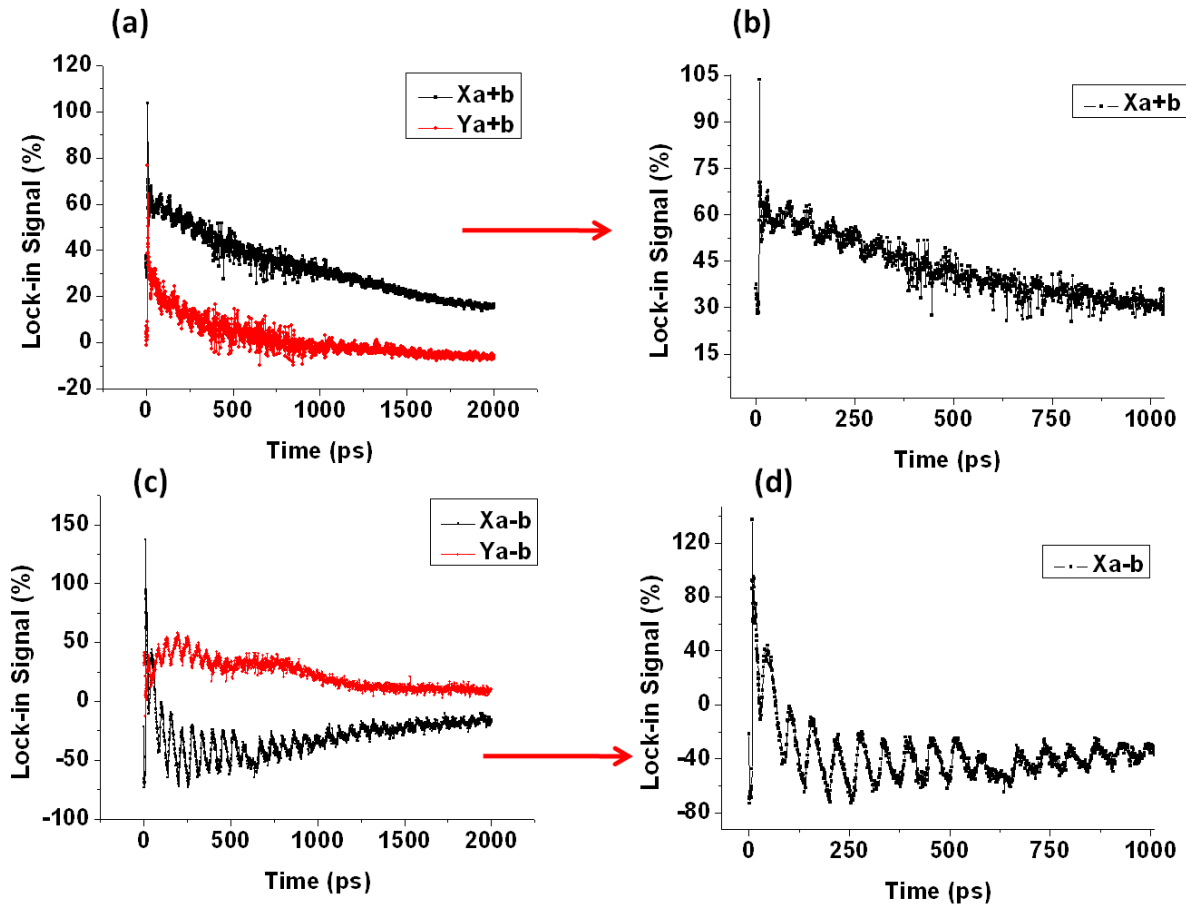 (a)
Lock-in Signal (%)
120
100
80
60
40
20
0
-20
Xa+b
Ya+b
0
500
1000
1500
2000
Time (ps)
(b)
Lock-in Signal (%)
105
90
75
60
45
30
15
Xa+b
0
250
500
750
1000
Time (ps)
(c)
Lock-in Signal (%)
150
100
50
0
-50
-100
Xa-b
Ya-b
0
500
1000
1500
2000
Time (ps)
(d)
Lock-in Signal (%)
120
80
40
0
-40
-80
Xa-b
0
250
500
750
1000
Time (ps)